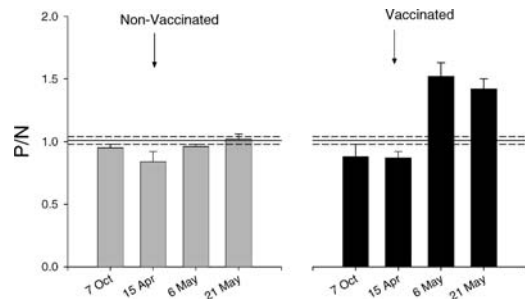 Non-Vaccinated
Vaccinated
P/N
2.0
1.5
1.0
0.5
0.0
7 Oct
15 Apr
6 May
21 May
7 Oct
15 Apr
6 May
21 May